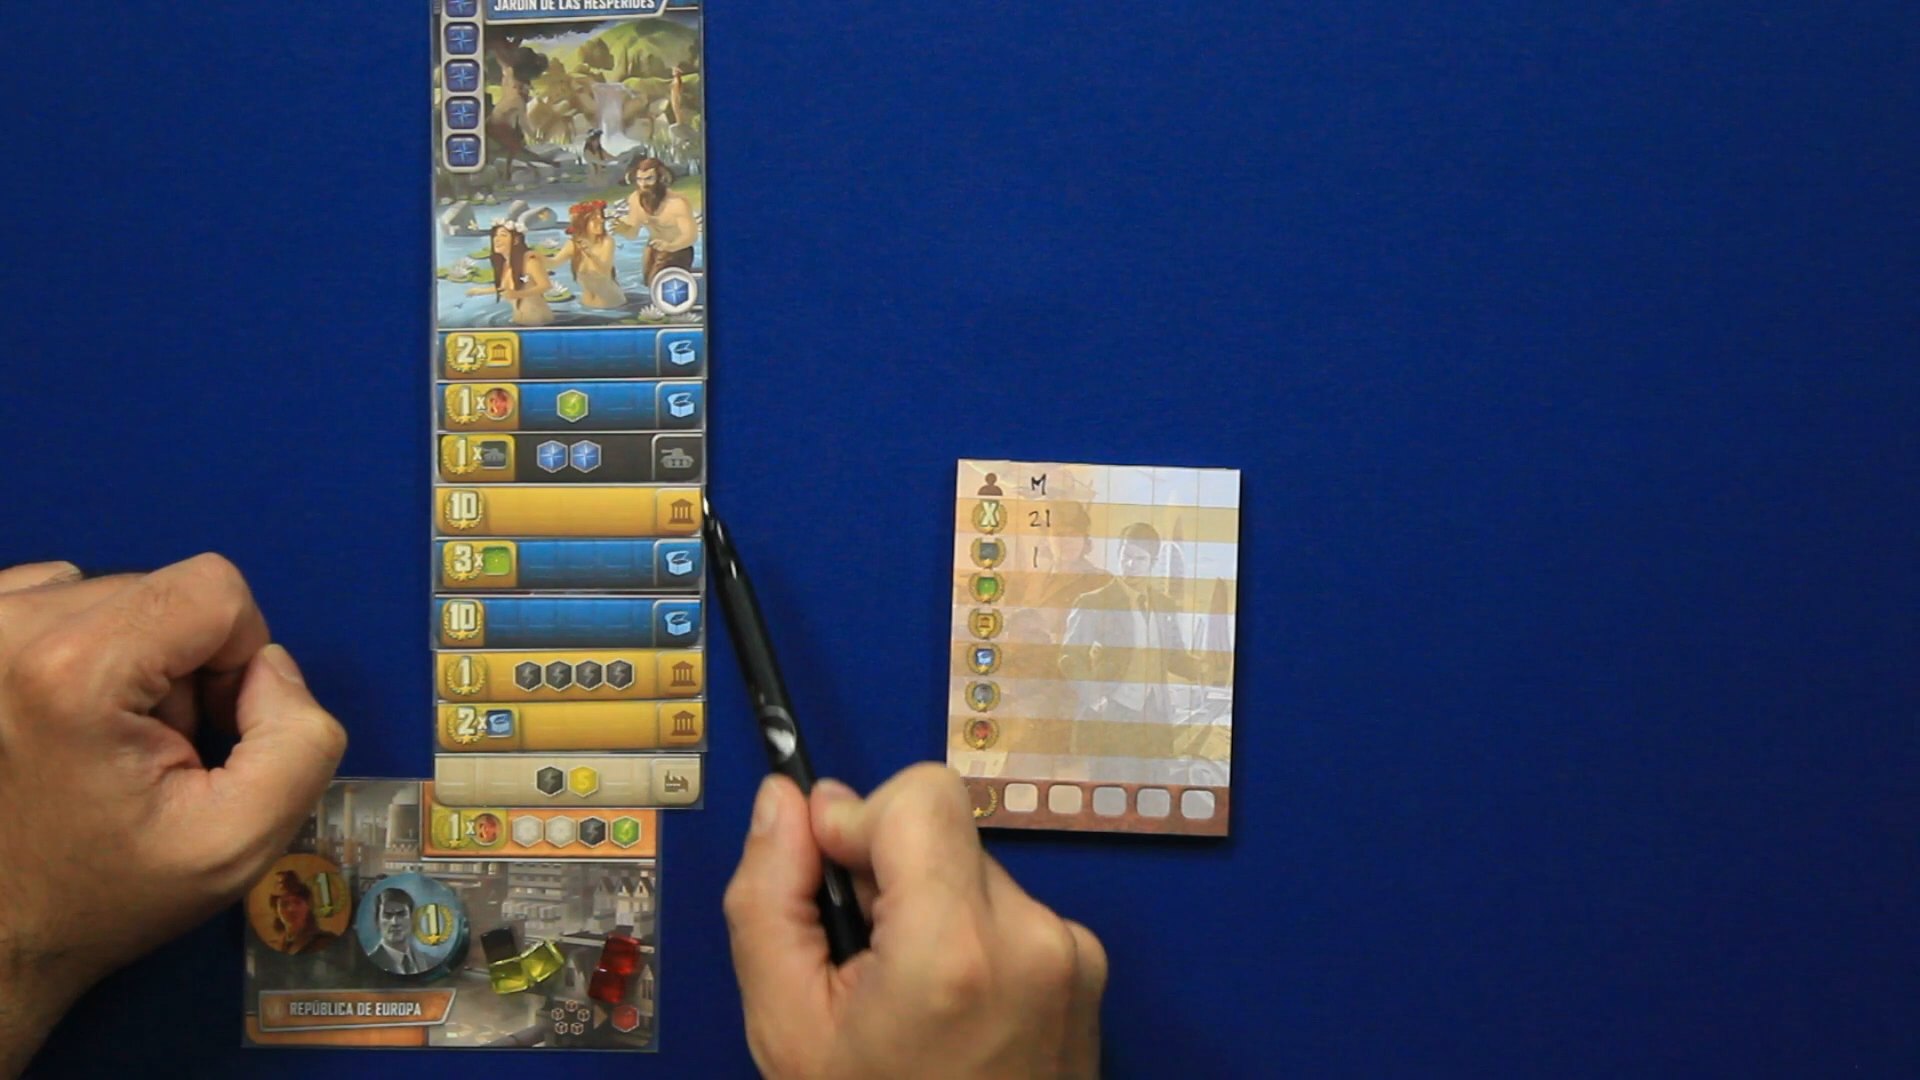 JARDÍN DE LAS HESPÉRIDES
2x
1x
1x
10
3x
10
1
2x
5
1x
1
1
REPÚBLICA DE EUROPA
M
X 21
1